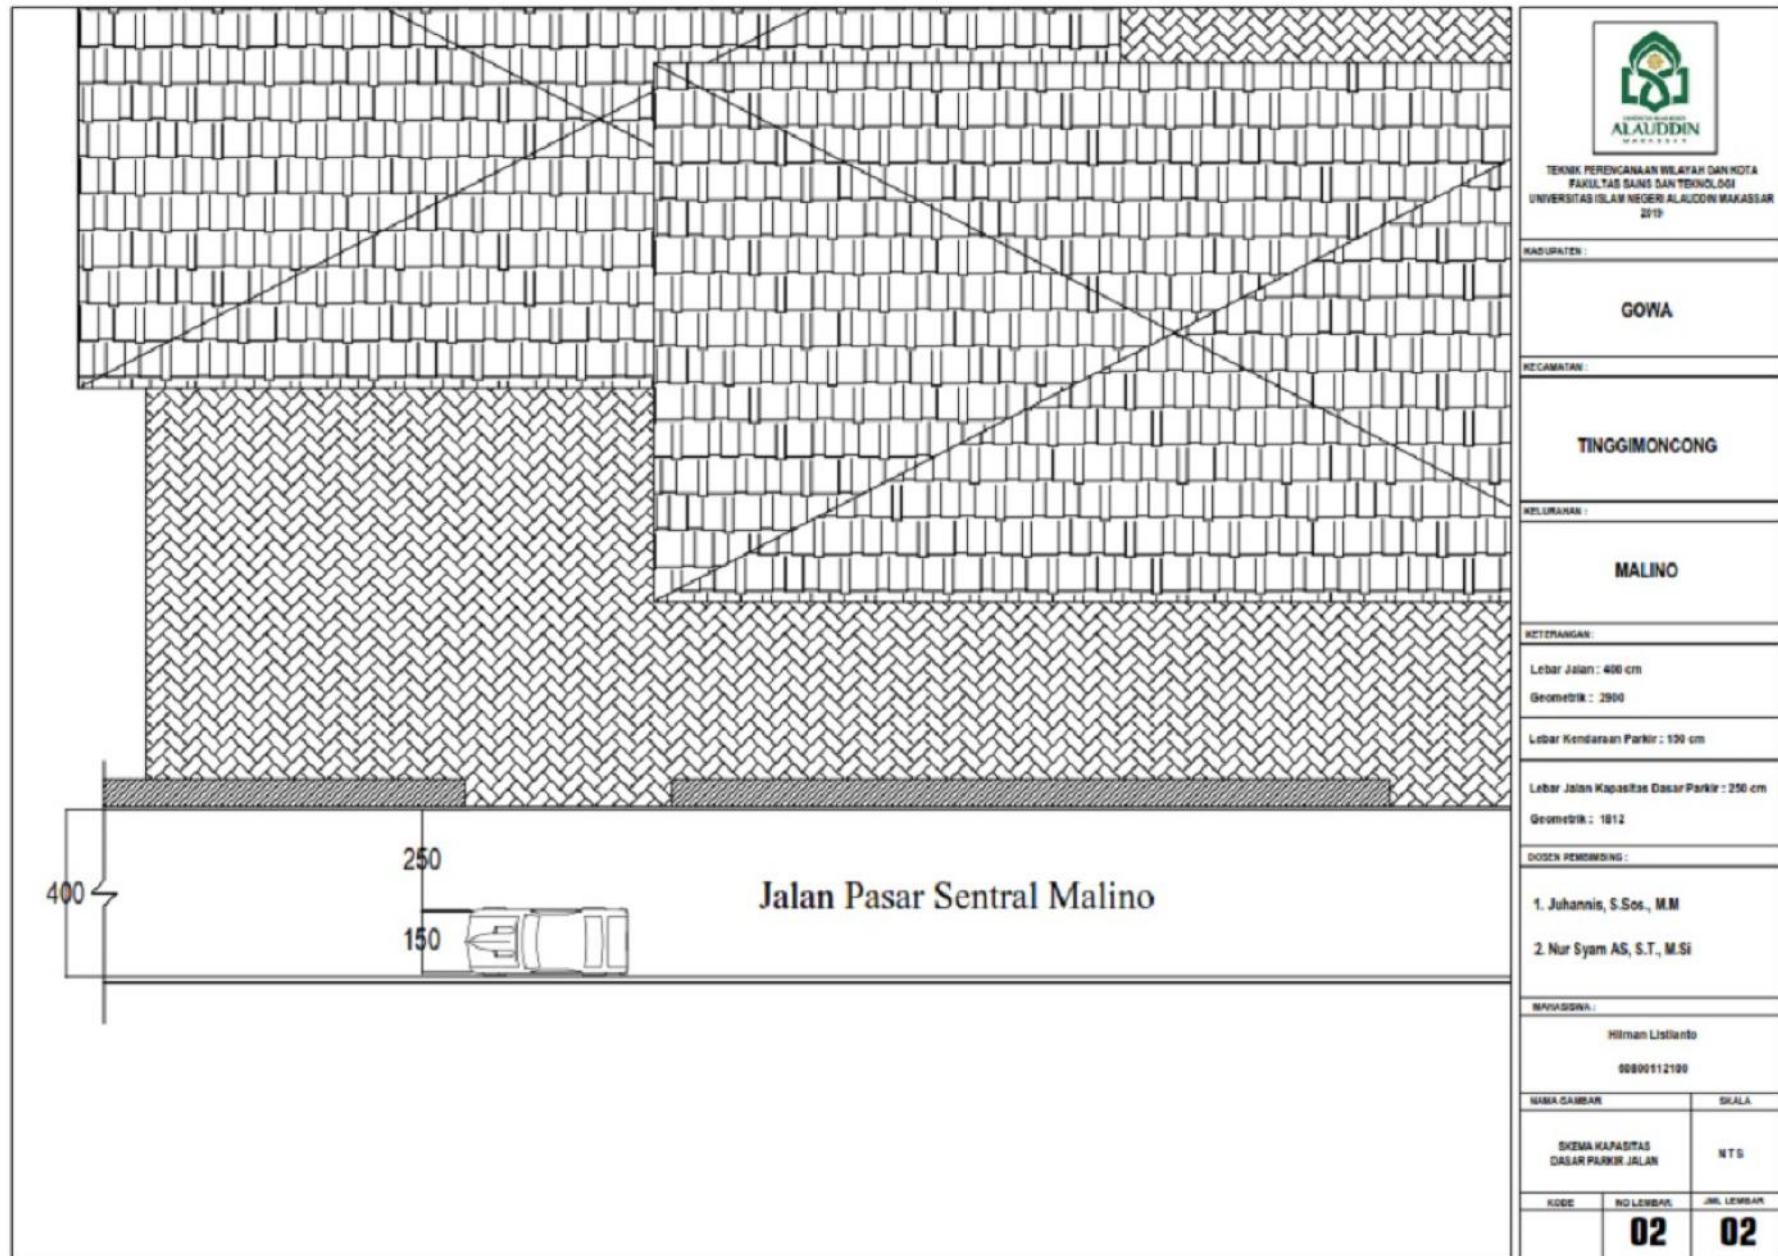 400
250
150
Jalan Pasar Sentral Malino
ALAUDDIN
MAKASSAR
TEKNIK PERENCANAAN WILAYAH DAN KOTA
FAKULTAS SAINS DAN TEKNOLOGI
UNIVERSITAS ISLAM NEGERI ALAUDDIN MAKASSAR
2019
KABUPATEN :
GOWA
KECAMATAN :
TINGGIMONCONG
KELURAHAN :
MALINO
KETERANGAN:
Lebar Jalan : 400 cm
Geometrik : 2900
Lebar Kendaraan Parkir : 150 cm
Lebar Jalan Kapasitas Dasar Parkir : 250 cm
Geometrik : 1812
DOSEN PEMBIMBING :
1. Juhannis, S.Sos., M.M
2. Nur Syam AS, S.T., M.Si
MAHASISWA :
Hilman Listianto
60800112100
NAMA GAMBAR
SKALA
SKEMA KAPASITAS
DASAR PARKIR JALAN
NTS
KODE
NO LEMBAR
JML LEMBAR
02
02